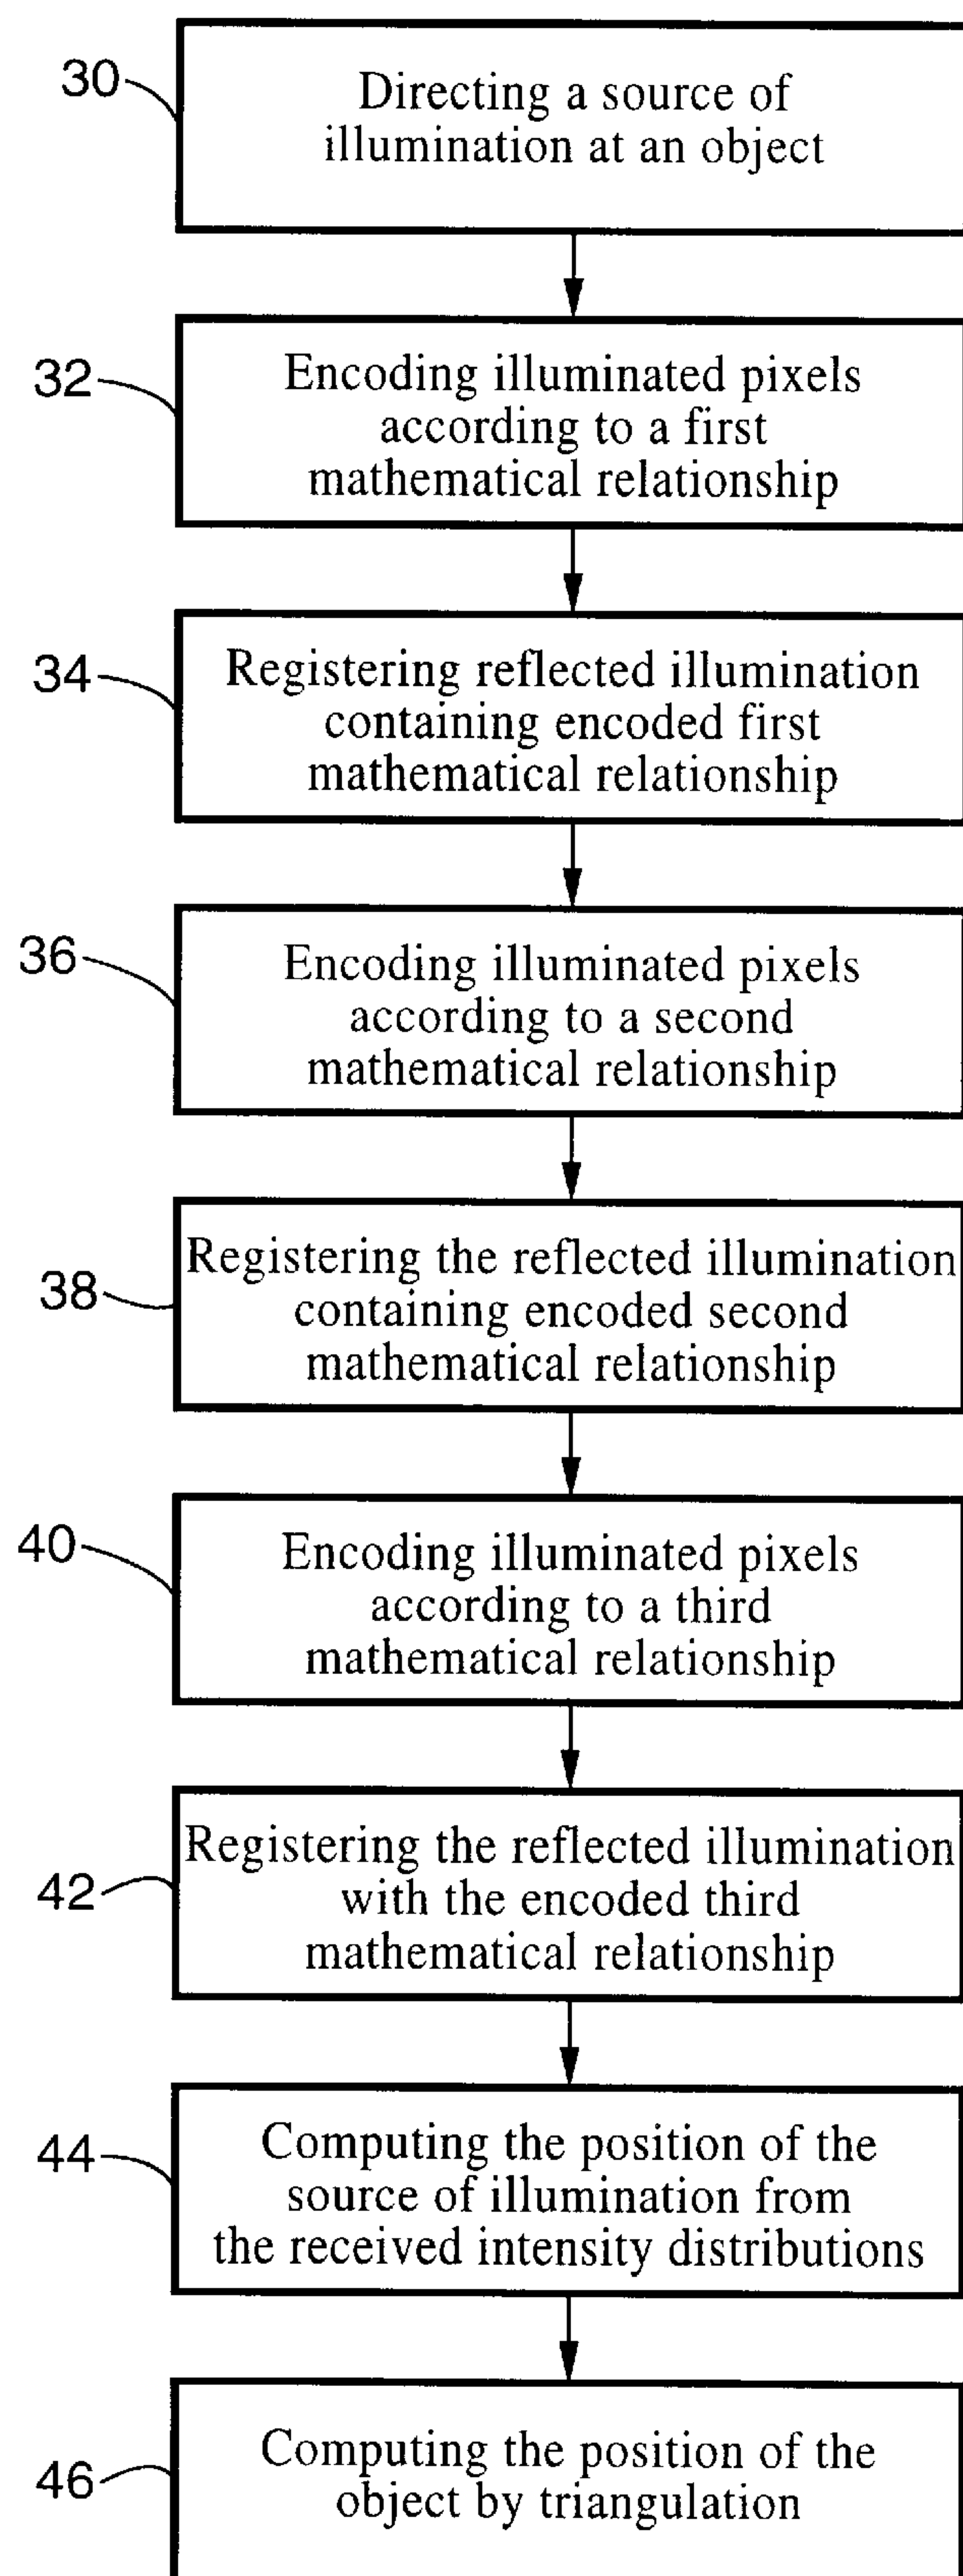 30
Directing a source of
illumination at an object
32
Encoding illuminated pixels
according to a first
mathematical relationship
34
Registering reflected illumination
containing encoded first
mathematical relationship
36
Encoding illuminated pixels
according to a second
mathematical relationship
38
Registering the reflected illumination
containing encoded second
mathematical relationship
40
Encoding illuminated pixels
according to a third
mathematical relationship
42
Registering the reflected illumination
with the encoded third
mathematical relationship
44
Computing the position of the
source of illumination from
the received intensity distributions
46
Computing the position of the
object by triangulation